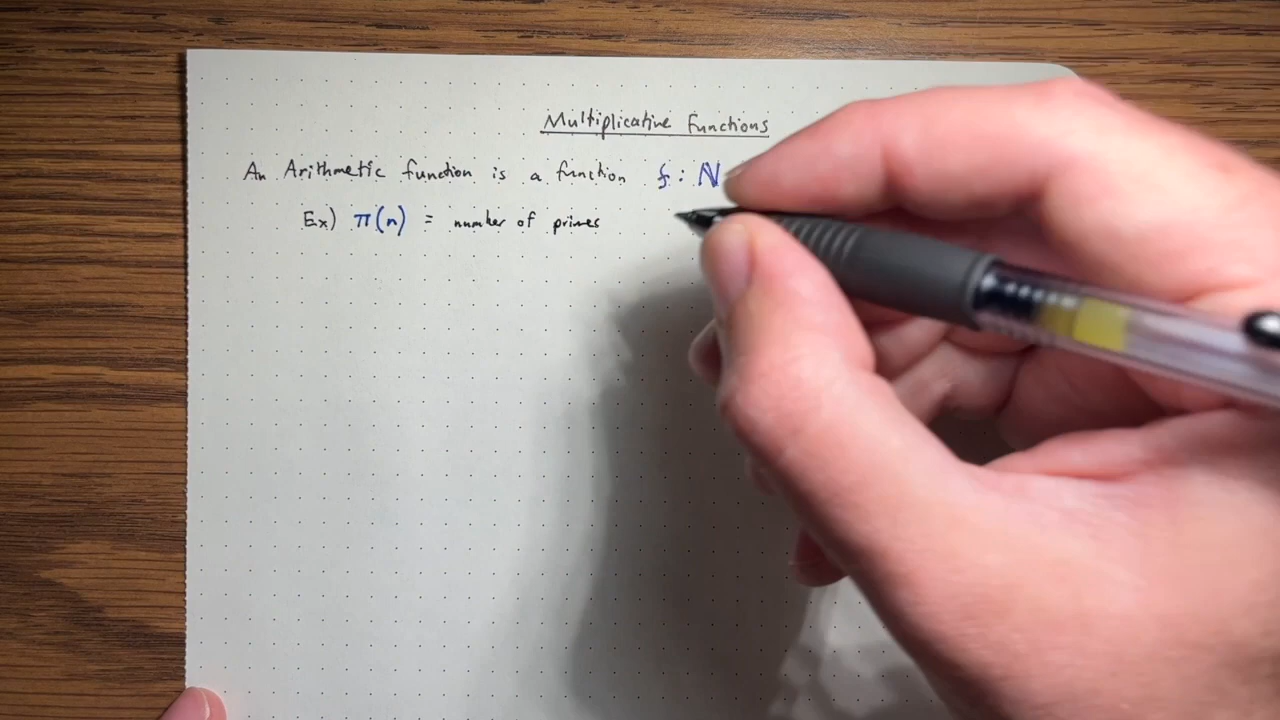 Multiplicative Functions
An Arithmetic function is a function f : ℕ
Ex) π(n) = number of primes